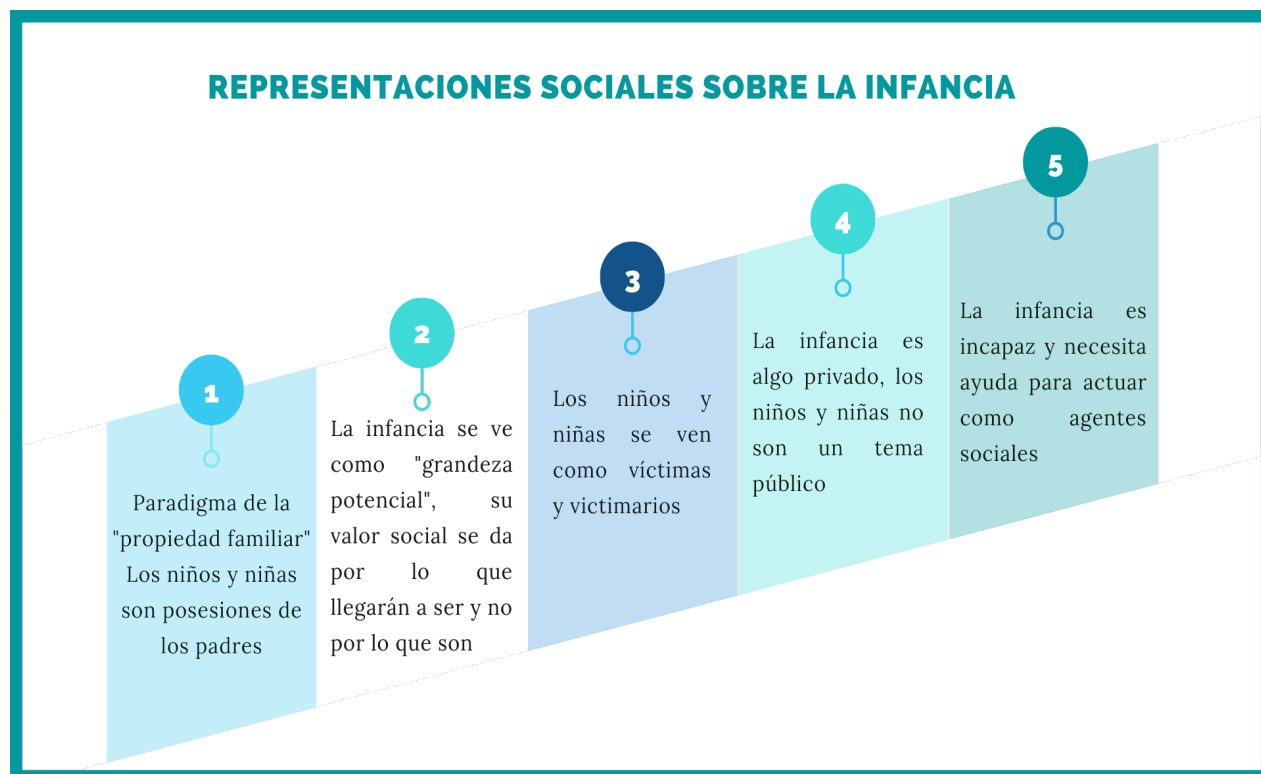 REPRESENTACIONES SOCIALES SOBRE LA INFANCIA
1
Paradigma de la
"propiedad familiar"
Los niños y niñas
son posesiones de
los padres
2
La infancia se ve
como "grandeza
potencial", su
valor social se da
por lo que
llegarán a ser y no
por lo que son
3
Los niños y
niñas se ven
como víctimas
y victimarios
4
La infancia es
algo privado, los
niños y niñas no
son un tema
público
5
La infancia es
incapaz y necesita
ayuda para actuar
como agentes
sociales